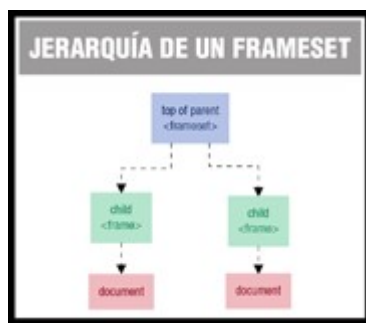 JERARQUÍA DE UN FRAMESET
top of parent
<frameset>
child
<frame>
child
<frame>
document
document